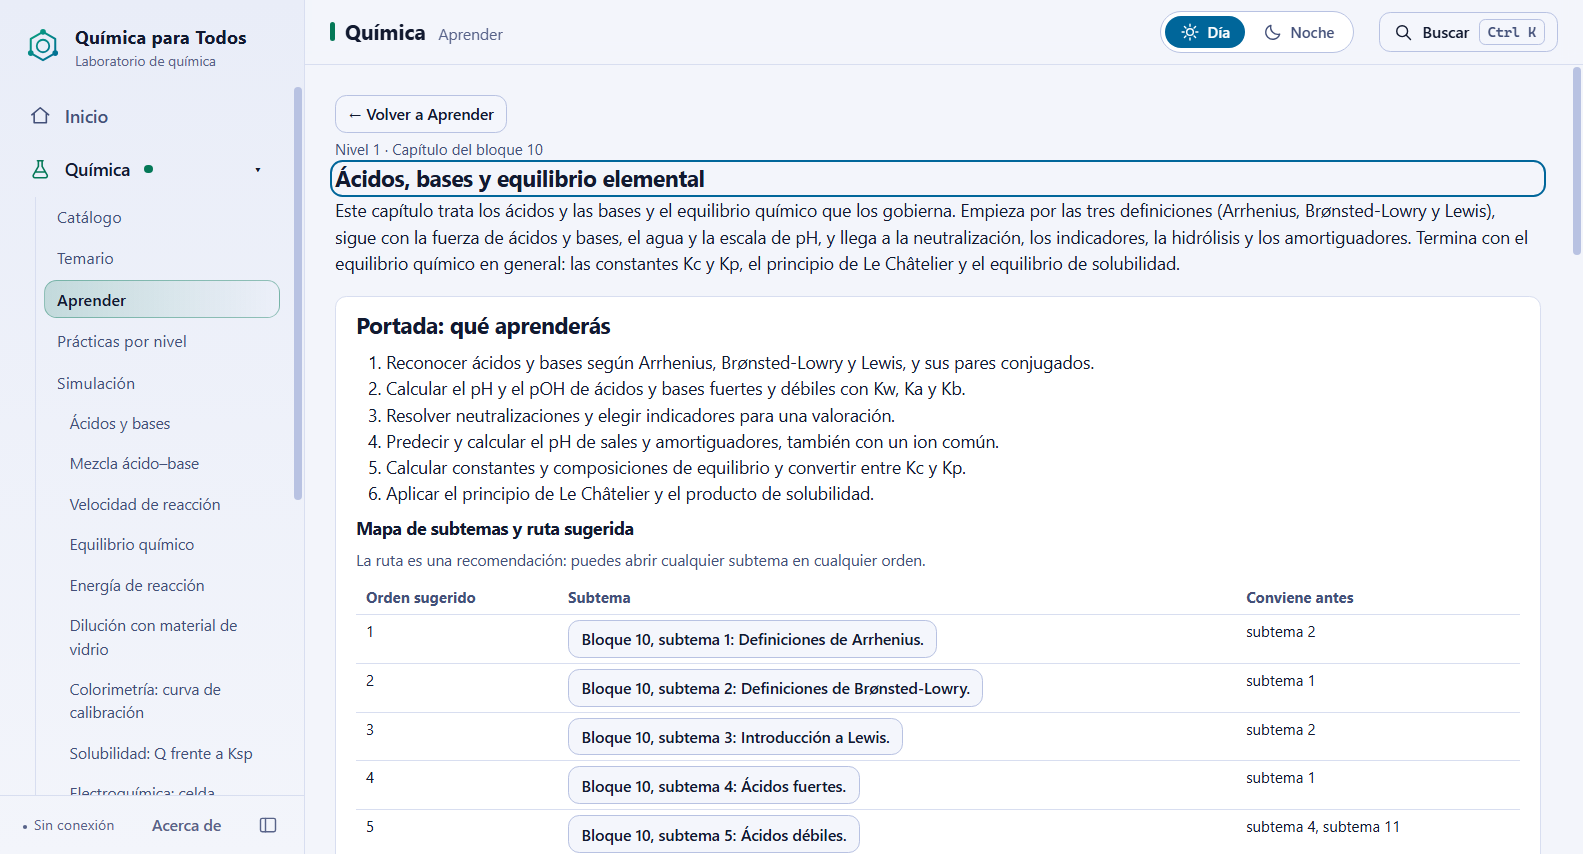 Química para Todos
Laboratorio de química
Inicio
Química
Catálogo
Temario
Aprender
Prácticas por nivel
Simulación
Ácidos y bases
Mezcla ácido–base
Velocidad de reacción
Equilibrio químico
Energía de reacción
Dilución con material de
vidrio
Colorimetría: curva de
calibración
Solubilidad: Q frente a Ksp
Electroquímica: celda
Sin conexión
Acerca de
Química Aprender
Día
Noche
Buscar Ctrl K
← Volver a Aprender
Nivel 1 · Capítulo del bloque 10
Ácidos, bases y equilibrio elemental
Este capítulo trata los ácidos y las bases y el equilibrio químico que los gobierna. Empieza por las tres definiciones (Arrhenius, Brønsted-Lowry y Lewis),
sigue con la fuerza de ácidos y bases, el agua y la escala de pH, y llega a la neutralización, los indicadores, la hidrólisis y los amortiguadores. Termina con el
equilibrio químico en general: las constantes Kc y Kp, el principio de Le Châtelier y el equilibrio de solubilidad.
Portada: qué aprenderás
1. Reconocer ácidos y bases según Arrhenius, Brønsted-Lowry y Lewis, y sus pares conjugados.
2. Calcular el pH y el pOH de ácidos y bases fuertes y débiles con Kw, Ka y Kb.
3. Resolver neutralizaciones y elegir indicadores para una valoración.
4. Predecir y calcular el pH de sales y amortiguadores, también con un ion común.
5. Calcular constantes y composiciones de equilibrio y convertir entre Kc y Kp.
6. Aplicar el principio de Le Châtelier y el producto de solubilidad.
Mapa de subtemas y ruta sugerida
La ruta es una recomendación: puedes abrir cualquier subtema en cualquier orden.
Orden sugerido Subtema Conviene antes
1 Bloque 10, subtema 1: Definiciones de Arrhenius. subtema 2
2 Bloque 10, subtema 2: Definiciones de Brønsted-Lowry. subtema 1
3 Bloque 10, subtema 3: Introducción a Lewis. subtema 2
4 Bloque 10, subtema 4: Ácidos fuertes. subtema 1
5 Bloque 10, subtema 5: Ácidos débiles. subtema 4, subtema 11